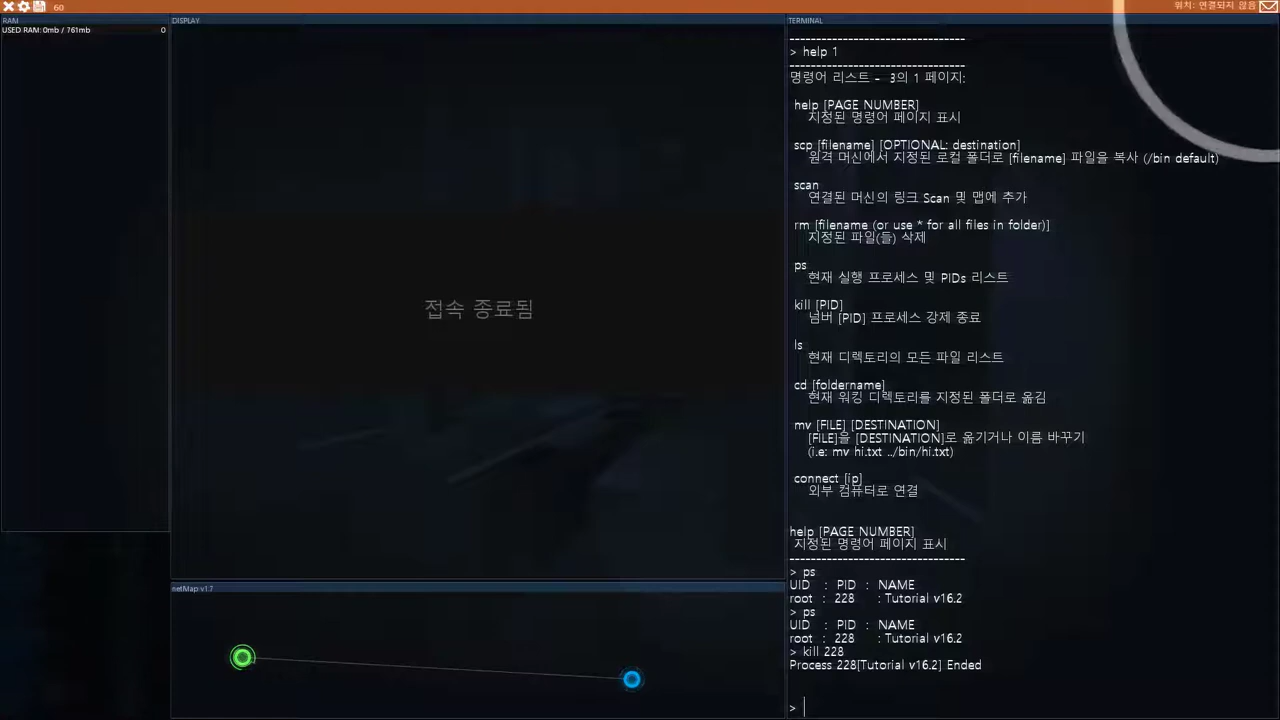 60
위치: 연결되지 않음
RAM
USED RAM: 0mb / 761mb 0
DISPLAY
접속 종료됨
netMap v1.7
TERMINAL
--------------------------------
> help 1
--------------------------------
명령어 리스트 - 3의 1 페이지:
help [PAGE NUMBER]
지정된 명령어 페이지 표시
scp [filename] [OPTIONAL: destination]
원격 머신에서 지정된 로컬 폴더로 [filename] 파일을 복사 (/bin default)
scan
연결된 머신의 링크 Scan 및 맵에 추가
rm [filename (or use * for all files in folder)]
지정된 파일(들) 삭제
ps
현재 실행 프로세스 및 PIDs 리스트
kill [PID]
넘버 [PID] 프로세스 강제 종료
ls
현재 디렉토리의 모든 파일 리스트
cd [foldername]
현재 워킹 디렉토리를 지정된 폴더로 옮김
mv [FILE] [DESTINATION]
[FILE]을 [DESTINATION]로 옮기거나 이름 바꾸기
(i.e: mv hi.txt ../bin/hi.txt)
connect [ip]
외부 컴퓨터로 연결
help [PAGE NUMBER]
지정된 명령어 페이지 표시
--------------------------------
> ps
UID : PID : NAME
root : 228 : Tutorial v16.2
> ps
UID : PID : NAME
root : 228 : Tutorial v16.2
> kill 228
Process 228[Tutorial v16.2] Ended
>